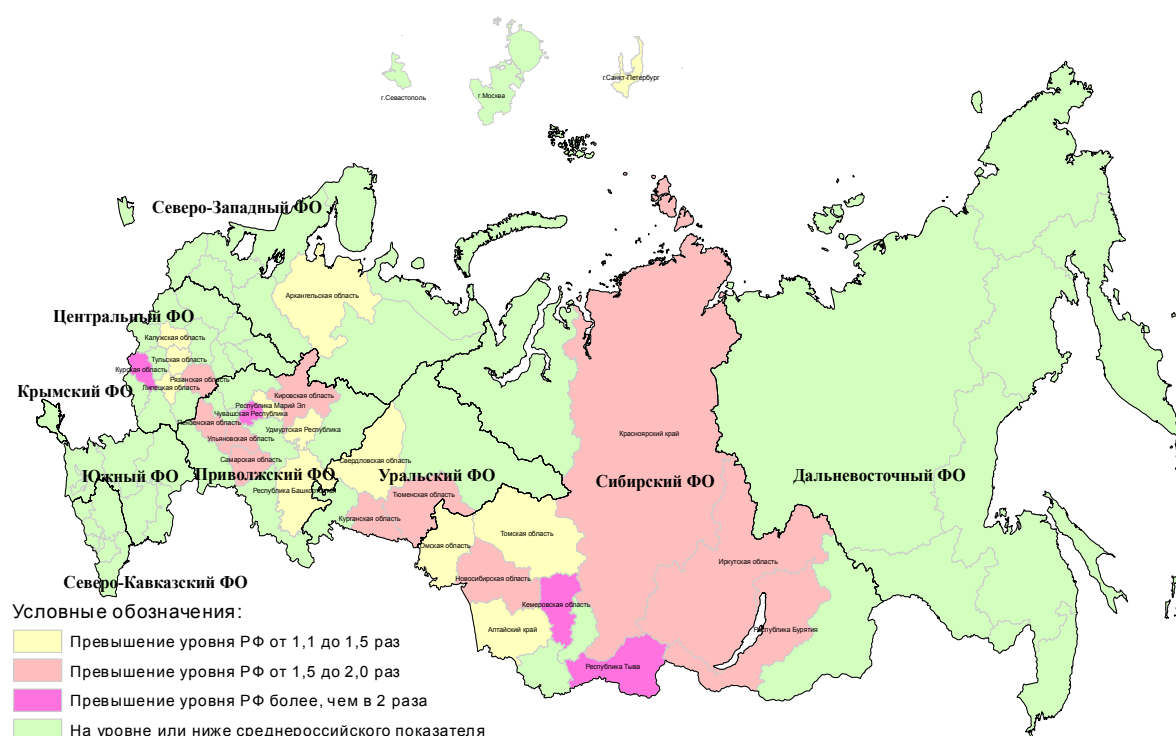 г.Санкт-Петербург
г.Севастополь
г.Москва
Северо-Западный ФО
Архангельская область
Центральный ФО
Калужская область
Тульская область
Курская область
Рязанская область
Липецкая область
Крымский ФО
Кировская область
Республика Марий Эл
Чувашская Республика
Пензенская область
Удмуртская Республика
Ульяновская область
Самарская область
Свердловская область
Красноярский край
Южный ФО
Приволжский ФО
Уральский ФО
Сибирский ФО
Дальневосточный ФО
Республика Башкортостан
Тюменская область
Курганская область
Томская область
Омская область
Иркутская область
Новосибирская область
Северо-Кавказский ФО
Кемеровская область
Алтайский край
Республика Бурятия
Республика Тыва
Условные обозначения:
Превышение уровня РФ от 1,1 до 1,5 раз
Превышение уровня РФ от 1,5 до 2,0 раз
Превышение уровня РФ более, чем в 2 раза
На уровне или ниже среднероссийского показателя